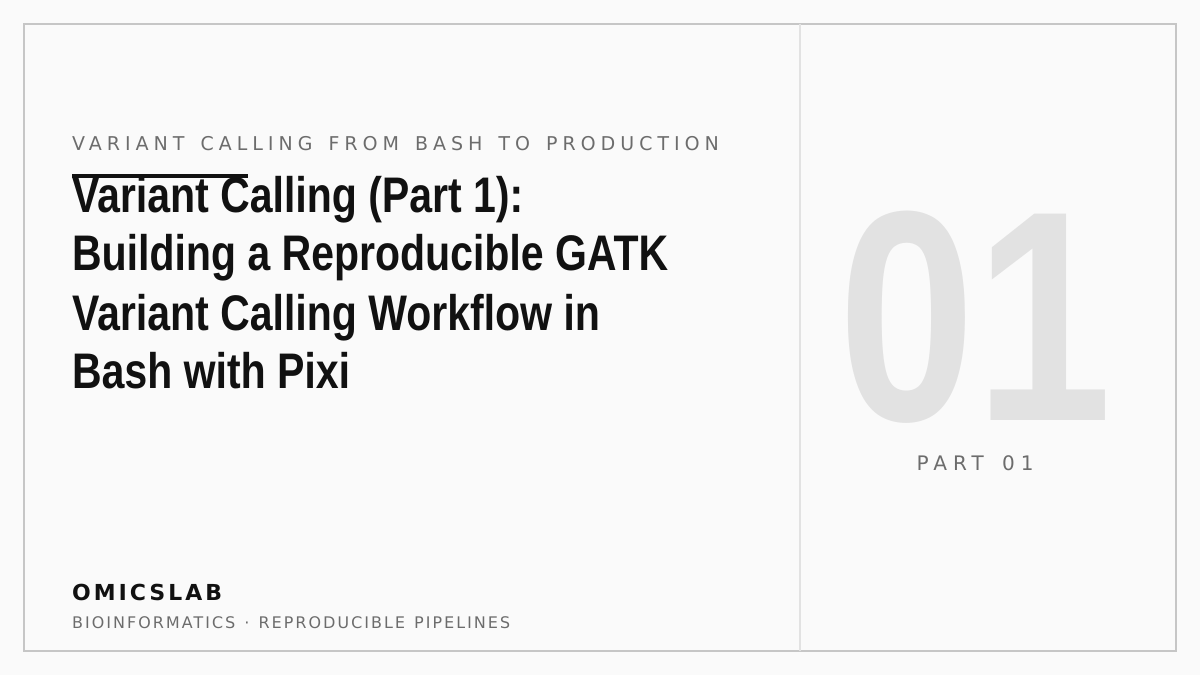 VARIANT CALLING FROM BASH TO PRODUCTION
Variant Calling (Part 1):
Building a Reproducible GATK
Variant Calling Workflow in
Bash with Pixi
01
PART 01
OMICSLAB
BIOINFORMATICS · REPRODUCIBLE PIPELINES